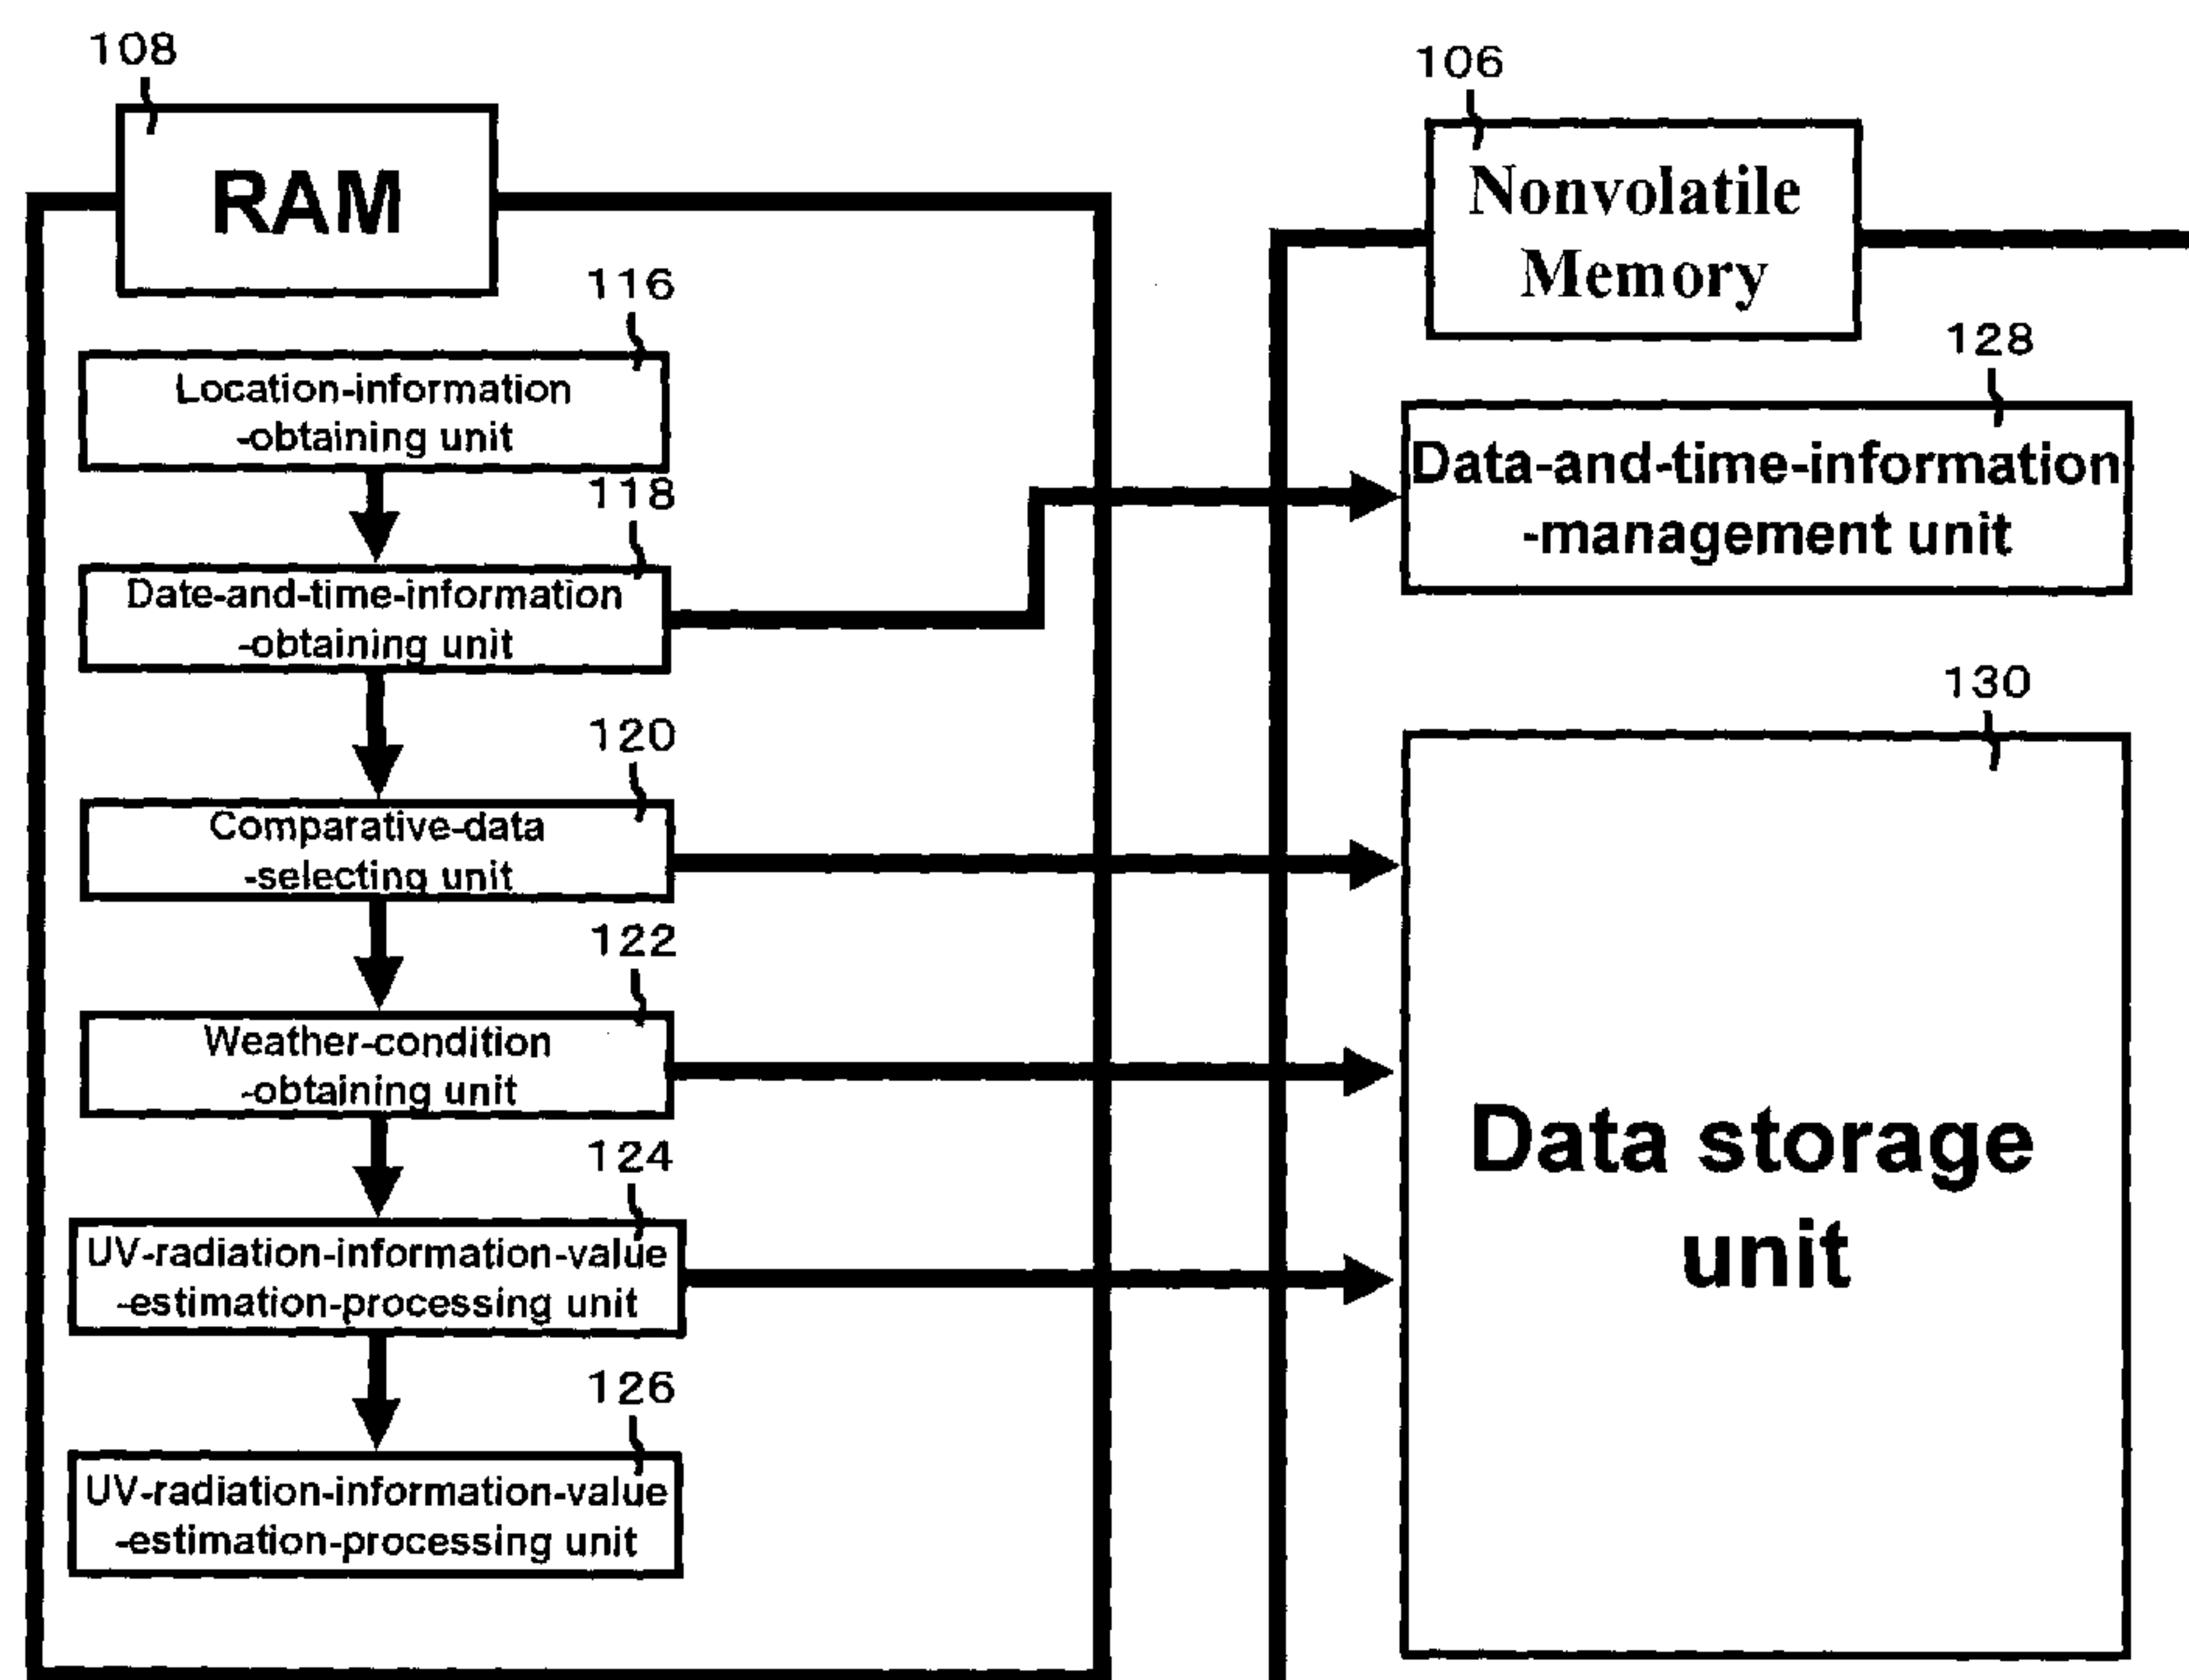 108
RAM
116
Location-information
-obtaining unit
118
Date-and-time-information
-obtaining unit
120
Comparative-data
-selecting unit
122
Weather-condition
-obtaining unit
124
UV-radiation-information-value
-estimation-processing unit
126
UV-radiation-information-value
-estimation-processing unit
106
Nonvolatile
Memory
128
Data-and-time-information
-management unit
130
Data storage
unit